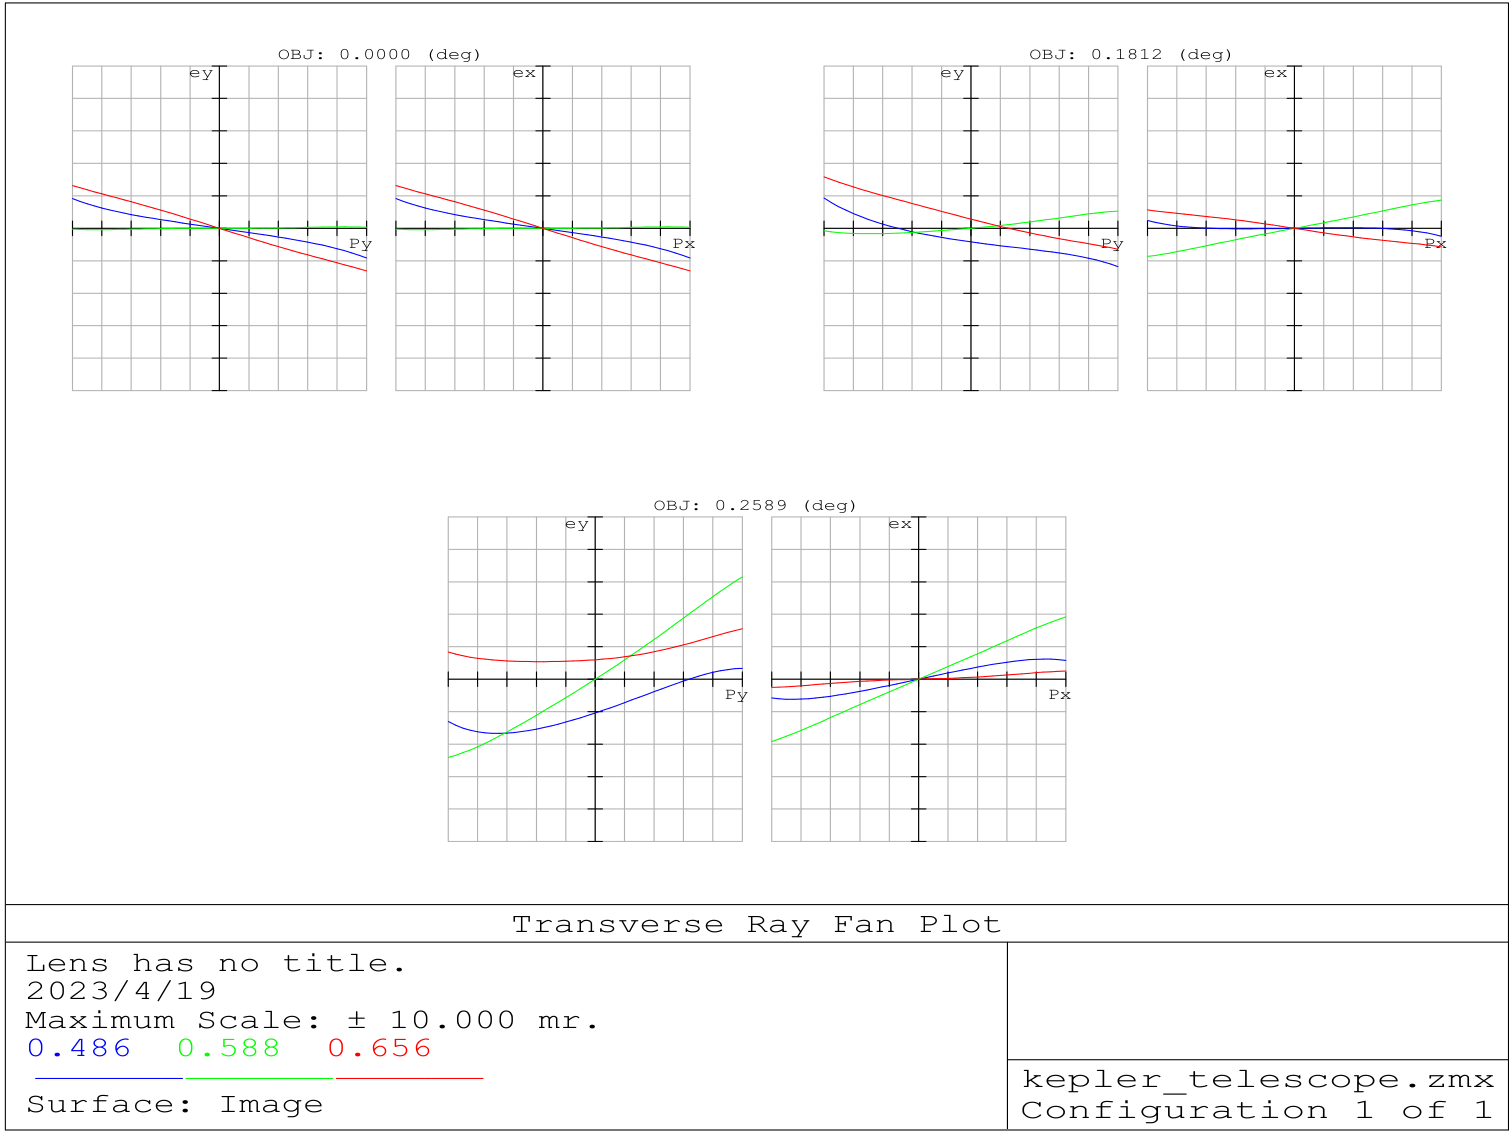 OBJ: 0.0000 (deg)
ey
Py
ex
Px
OBJ: 0.1812 (deg)
ey
Py
ex
Px
OBJ: 0.2589 (deg)
ey
Py
ex
Px
Transverse Ray Fan Plot
Lens has no title.
2023/4/19
Maximum Scale: ± 10.000 mr.
0.486 0.588 0.656
Surface: Image
kepler_telescope.zmx
Configuration 1 of 1